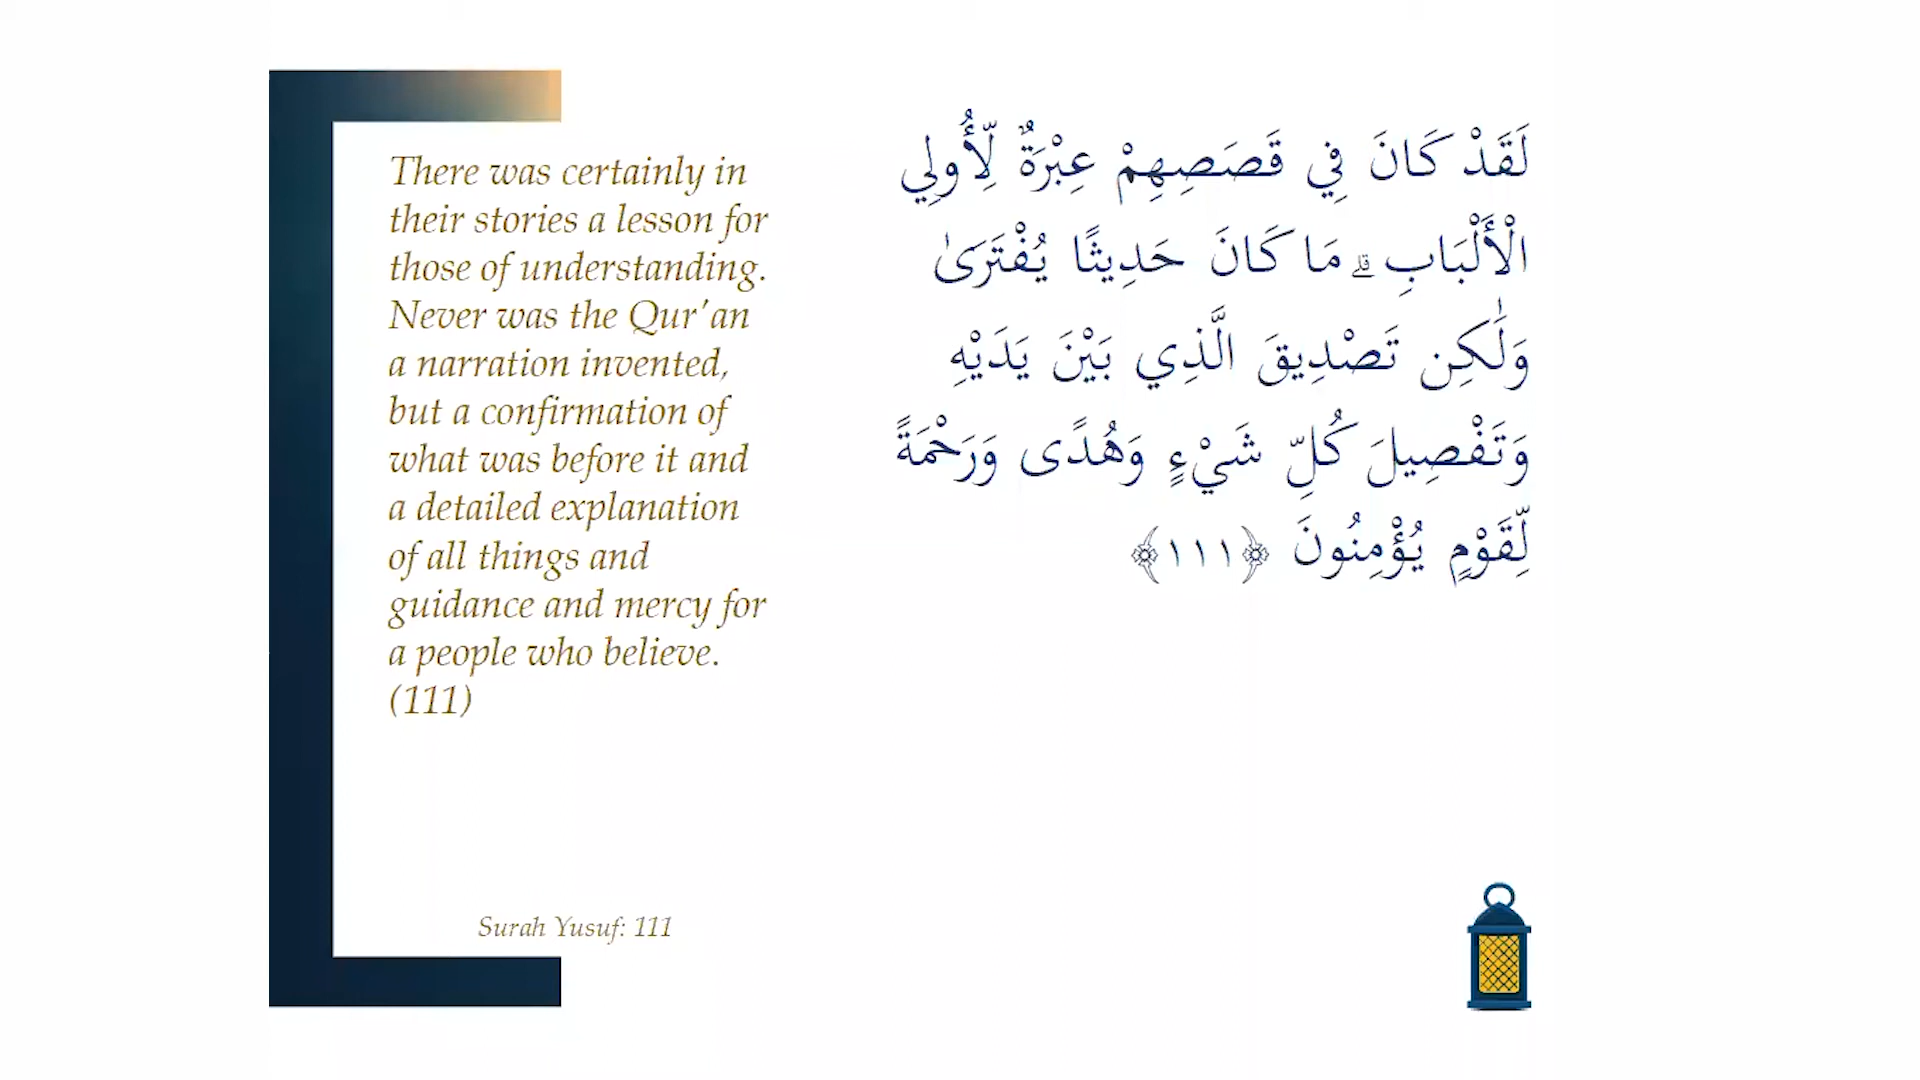 There was certainly in
their stories a lesson for
those of understanding.
Never was the Qur'an
a narration invented,
but a confirmation of
what was before it and
a detailed explanation
of all things and
guidance and mercy for
a people who believe.
(111)
Surah Yusuf: 111
لَقَدْ كَانَ فِي قَصَصِهِمْ عِبْرَةٌ لِّأُولِي
الْأَلْبَابِ ۗ مَا كَانَ حَدِيثًا يُفْتَرَىٰ
وَلَٰكِن تَصْدِيقَ الَّذِي بَيْنَ يَدَيْهِ
وَتَفْصِيلَ كُلِّ شَيْءٍ وَهُدًى وَرَحْمَةً
لِّقَوْمٍ يُؤْمِنُونَ ﴿١١١﴾